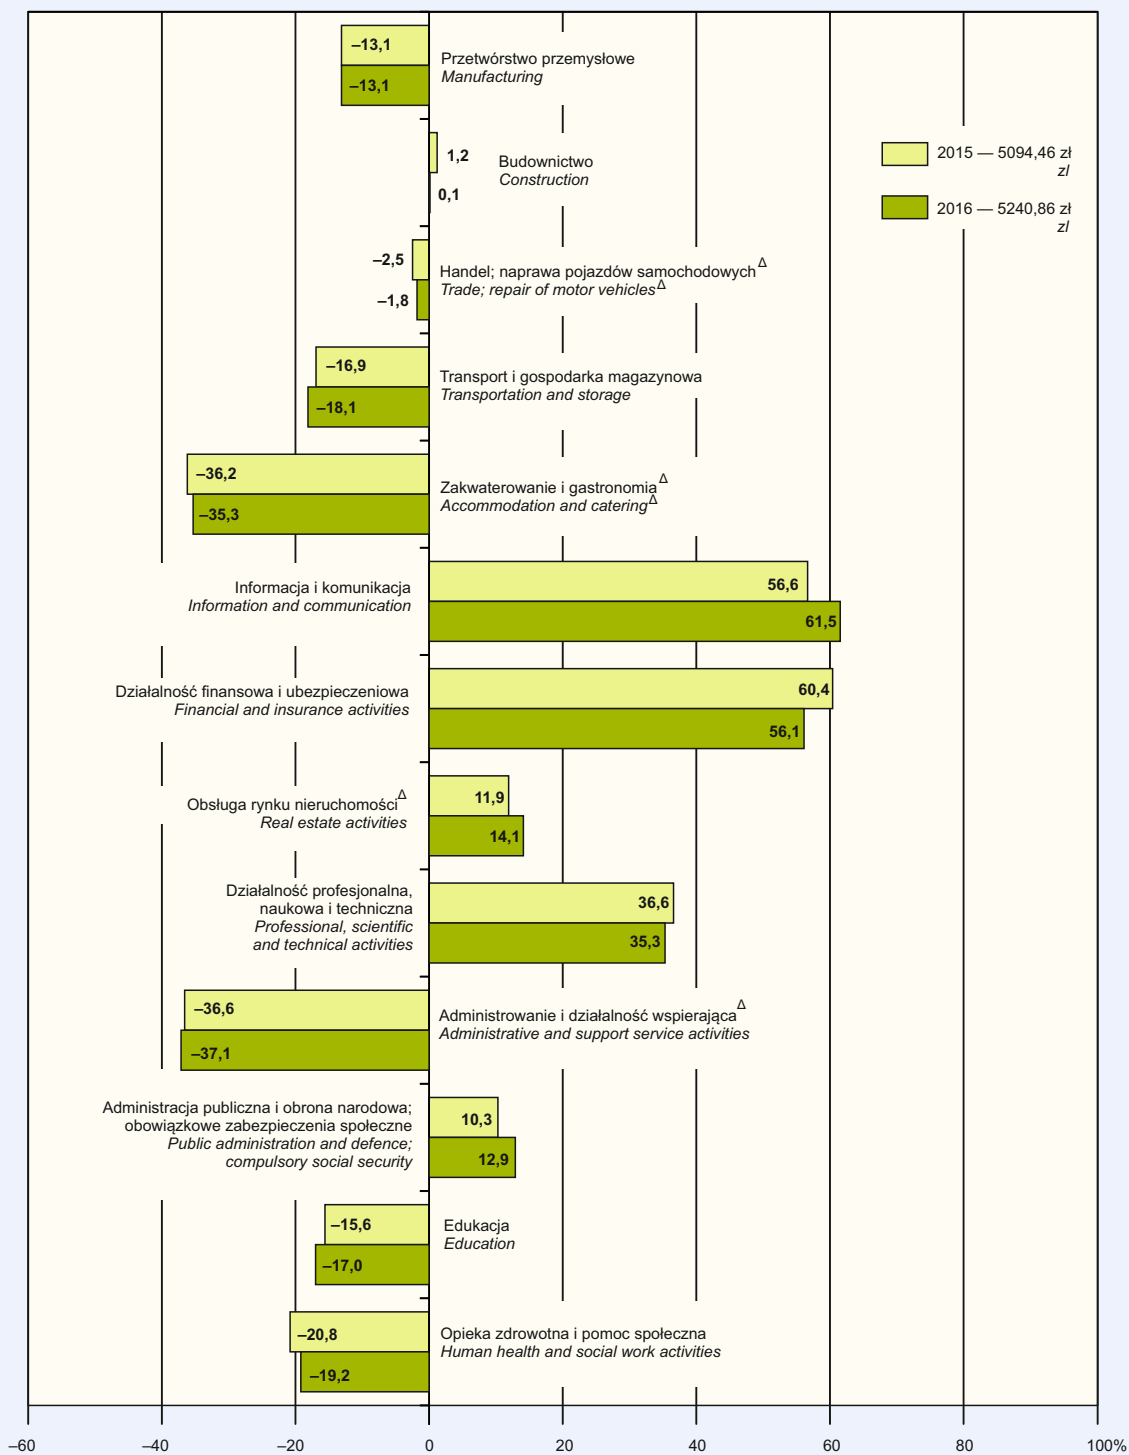 –13,1
–13,1
Przetwórstwo przemysłowe
Manufacturing
1,2
0,1
Budownictwo
Construction
2015 — 5094,46 zł
zl
2016 — 5240,86 zł
zl
–2,5
–1,8
Handel; naprawa pojazdów samochodowych Δ
Trade; repair of motor vehicles Δ
–16,9
–18,1
Transport i gospodarka magazynowa
Transportation and storage
–36,2
–35,3
Zakwaterowanie i gastronomia Δ
Accommodation and catering Δ
Informacja i komunikacja
Information and communication
56,6
61,5
Działalność finansowa i ubezpieczeniowa
Financial and insurance activities
60,4
56,1
Obsługa rynku nieruchomości Δ
Real estate activities
11,9
14,1
Działalność profesjonalna,
naukowa i techniczna
Professional, scientific
and technical activities
36,6
35,3
–36,6
–37,1
Administrowanie i działalność wspierająca Δ
Administrative and support service activities
Administracja publiczna i obrona narodowa;
obowiązkowe zabezpieczenia społeczne
Public administration and defence;
compulsory social security
10,3
12,9
–15,6
–17,0
Edukacja
Education
–20,8
–19,2
Opieka zdrowotna i pomoc społeczna
Human health and social work activities
–60 –40 –20 0 20 40 60 80 100%